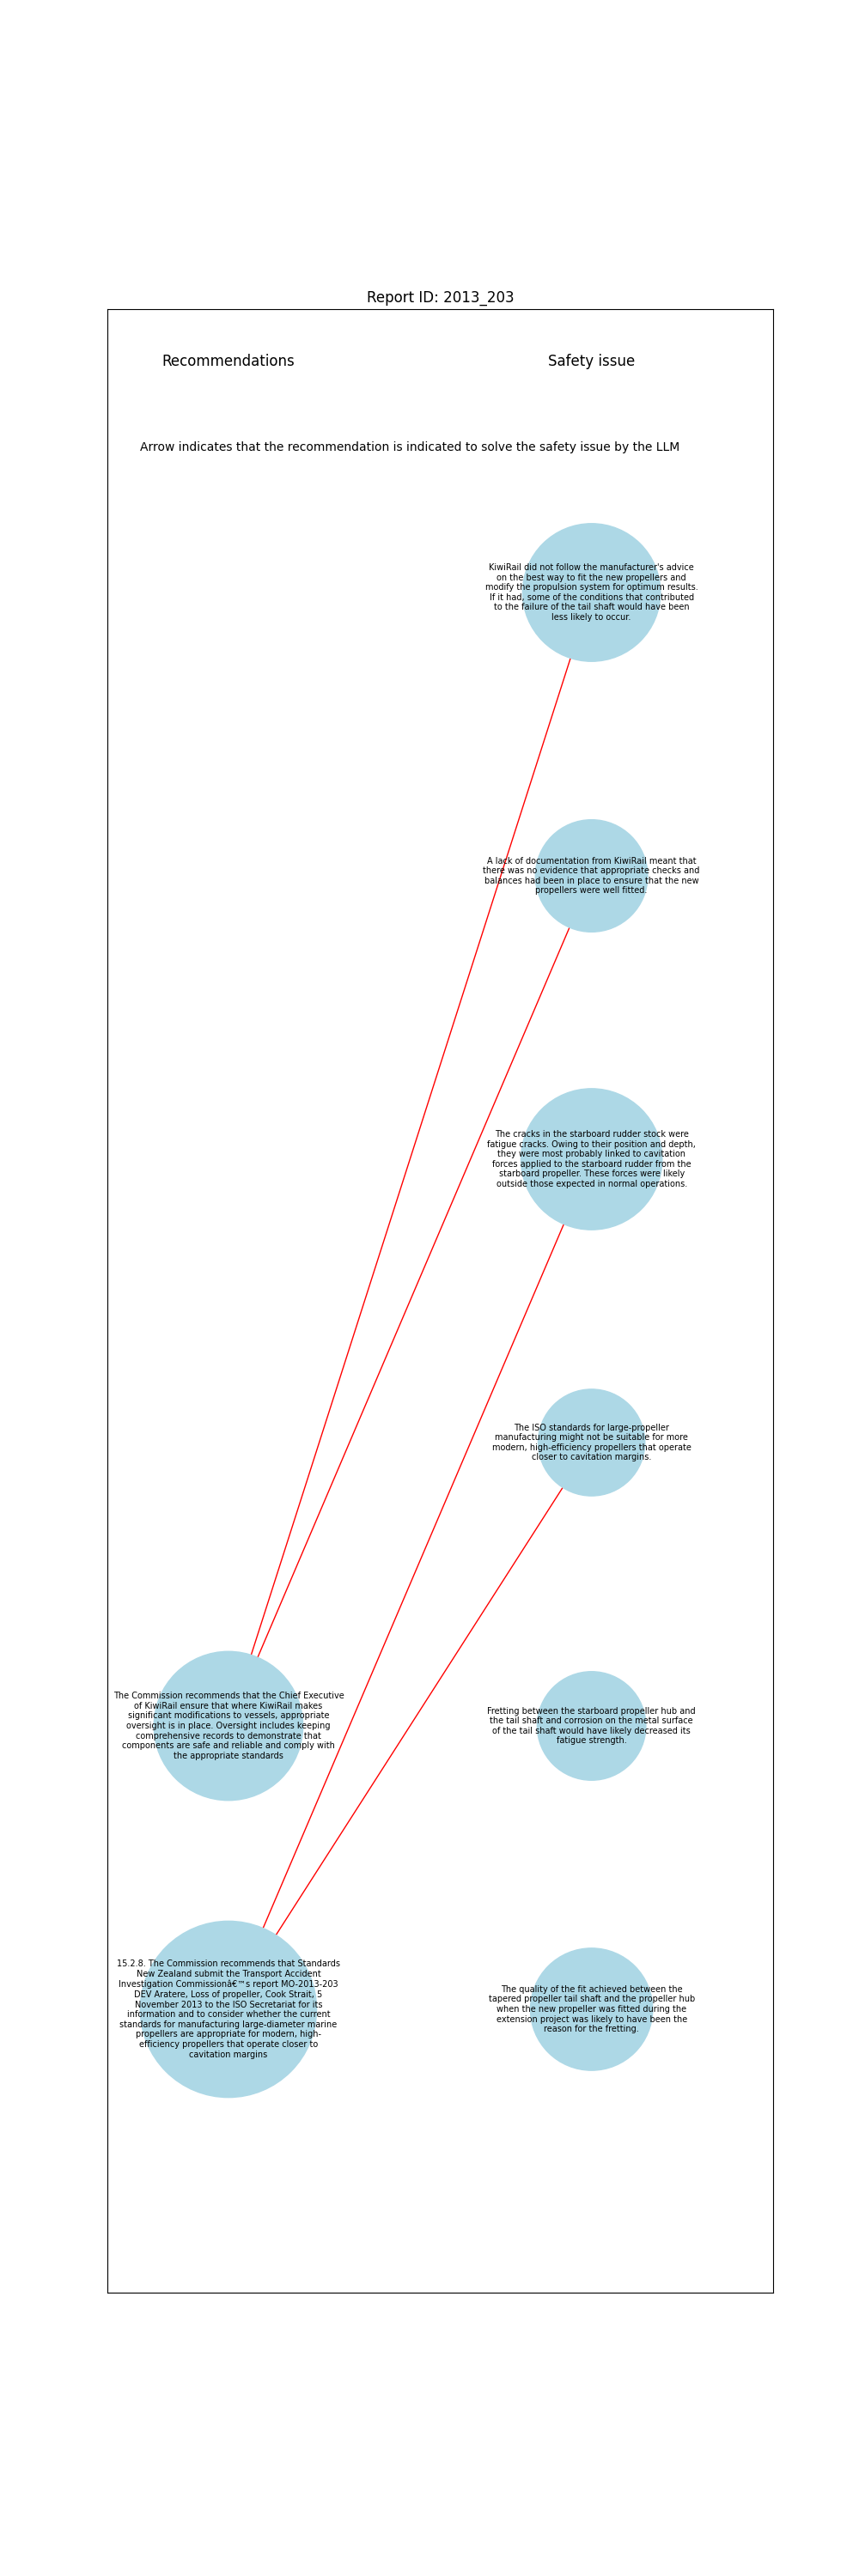 Report ID: 2013_203
Recommendations
Safety issue
Arrow indicates that the recommendation is indicated to solve the safety issue by the LLM
KiwiRail did not follow the manufacturer's advice
on the best way to fit the new propellers and
modify the propulsion system for optimum results.
If it had, some of the conditions that contributed
to the failure of the tail shaft would have been
less likely to occur.
A lack of documentation from KiwiRail meant that
there was no evidence that appropriate checks and
balances had been in place to ensure that the new
propellers were well fitted.
The cracks in the starboard rudder stock were
fatigue cracks. Owing to their position and depth,
they were most probably linked to cavitation
forces applied to the starboard rudder from the
starboard propeller. These forces were likely
outside those expected in normal operations.
The ISO standards for large-propeller
manufacturing might not be suitable for more
modern, high-efficiency propellers that operate
closer to cavitation margins.
The Commission recommends that the Chief Executive
of KiwiRail ensure that where KiwiRail makes
significant modifications to vessels, appropriate
oversight is in place. Oversight includes keeping
comprehensive records to demonstrate that
components are safe and reliable and comply with
the appropriate standards
Fretting between the starboard propeller hub and
the tail shaft and corrosion on the metal surface
of the tail shaft would have likely decreased its
fatigue strength.
15.2.8. The Commission recommends that Standards
New Zealand submit the Transport Accident
Investigation Commissionâ€™s report MO-2013-203
DEV Aratere, Loss of propeller, Cook Strait, 5
November 2013 to the ISO Secretariat for its
information and to consider whether the current
standards for manufacturing large-diameter marine
propellers are appropriate for modern, high-
efficiency propellers that operate closer to
cavitation margins
The quality of the fit achieved between the
tapered propeller tail shaft and the propeller hub
when the new propeller was fitted during the
extension project was likely to have been the
reason for the fretting.